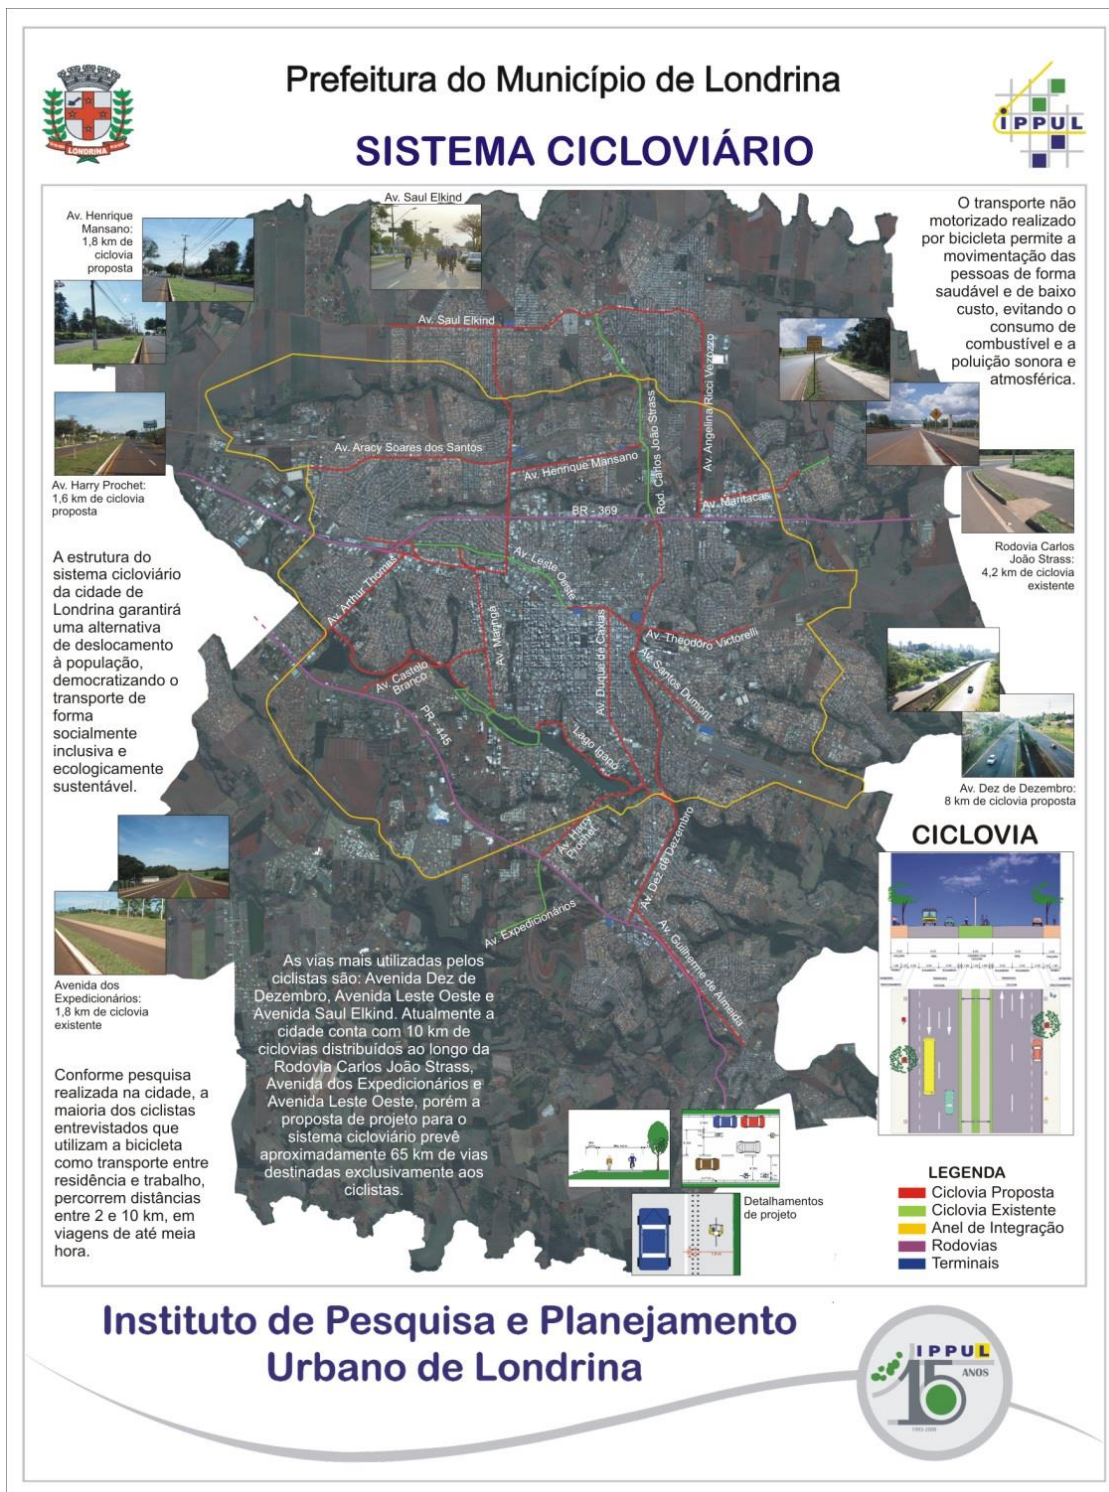 Prefeitura do Município de Londrina
SISTEMA CICLOVIÁRIO
LONDRINA
IPPUL
Av. Henrique
Mansano:
1,8 km de
ciclovia
proposta
Av. Saul Elkind
O transporte não
motorizado realizado
por bicicleta permite a
movimentação das
pessoas de forma
saudável e de baixo
custo, evitando o
consumo de
combustível e a
poluição sonora e
atmosférica.
Av. Harry Prochet:
1,6 km de ciclovia
proposta
Rodovia Carlos
João Strass:
4,2 km de ciclovia
existente
A estrutura do
sistema cicloviário
da cidade de
Londrina garantirá
uma alternativa
de deslocamento
à população,
democratizando o
transporte de
forma
socialmente
inclusiva e
ecologicamente
sustentável.
Av. Dez de Dezembro:
8 km de ciclovia proposta
Avenida dos
Expedicionários:
1,8 km de ciclovia
existente
Conforme pesquisa
realizada na cidade, a
maioria dos ciclistas
entrevistados que
utilizam a bicicleta
como transporte entre
residência e trabalho,
percorrem distâncias
entre 2 e 10 km, em
viagens de até meia
hora.
Av. Saul Elkind
Av. Angelina Ricci Vezozzo
Rod. Carlos João Strass
Av. Aracy Soares dos Santos
Av. Henrique Mansano
Av. Maritacas
BR - 369
Av. Leste Oeste
Av. Arthur Thomas
Av. Maringá
Av. Duque de Caxias
Av. Theodoro Victorelli
Av. Santos Dumont
Av. Castelo
Branco
PR - 445
Lago Igapó
Av. Harry
Prochet
Av. Dez de Dezembro
Av. Expedicionários
Av. Guilherme de Almeida
As vias mais utilizadas pelos
ciclistas são: Avenida Dez de
Dezembro, Avenida Leste Oeste e
Avenida Saul Elkind. Atualmente a
cidade conta com 10 km de
ciclovias distribuídos ao longo da
Rodovia Carlos João Strass,
Avenida dos Expedicionários e
Avenida Leste Oeste, porém a
proposta de projeto para o
sistema cicloviário prevê
aproximadamente 65 km de vias
destinadas exclusivamente aos
ciclistas.
CICLOVIA
Detalhamentos
de projeto
LEGENDA
Ciclovia Proposta
Ciclovia Existente
Anel de Integração
Rodovias
Terminais
Instituto de Pesquisa e Planejamento
Urbano de Londrina
IPPUL
15 ANOS
1993-2008